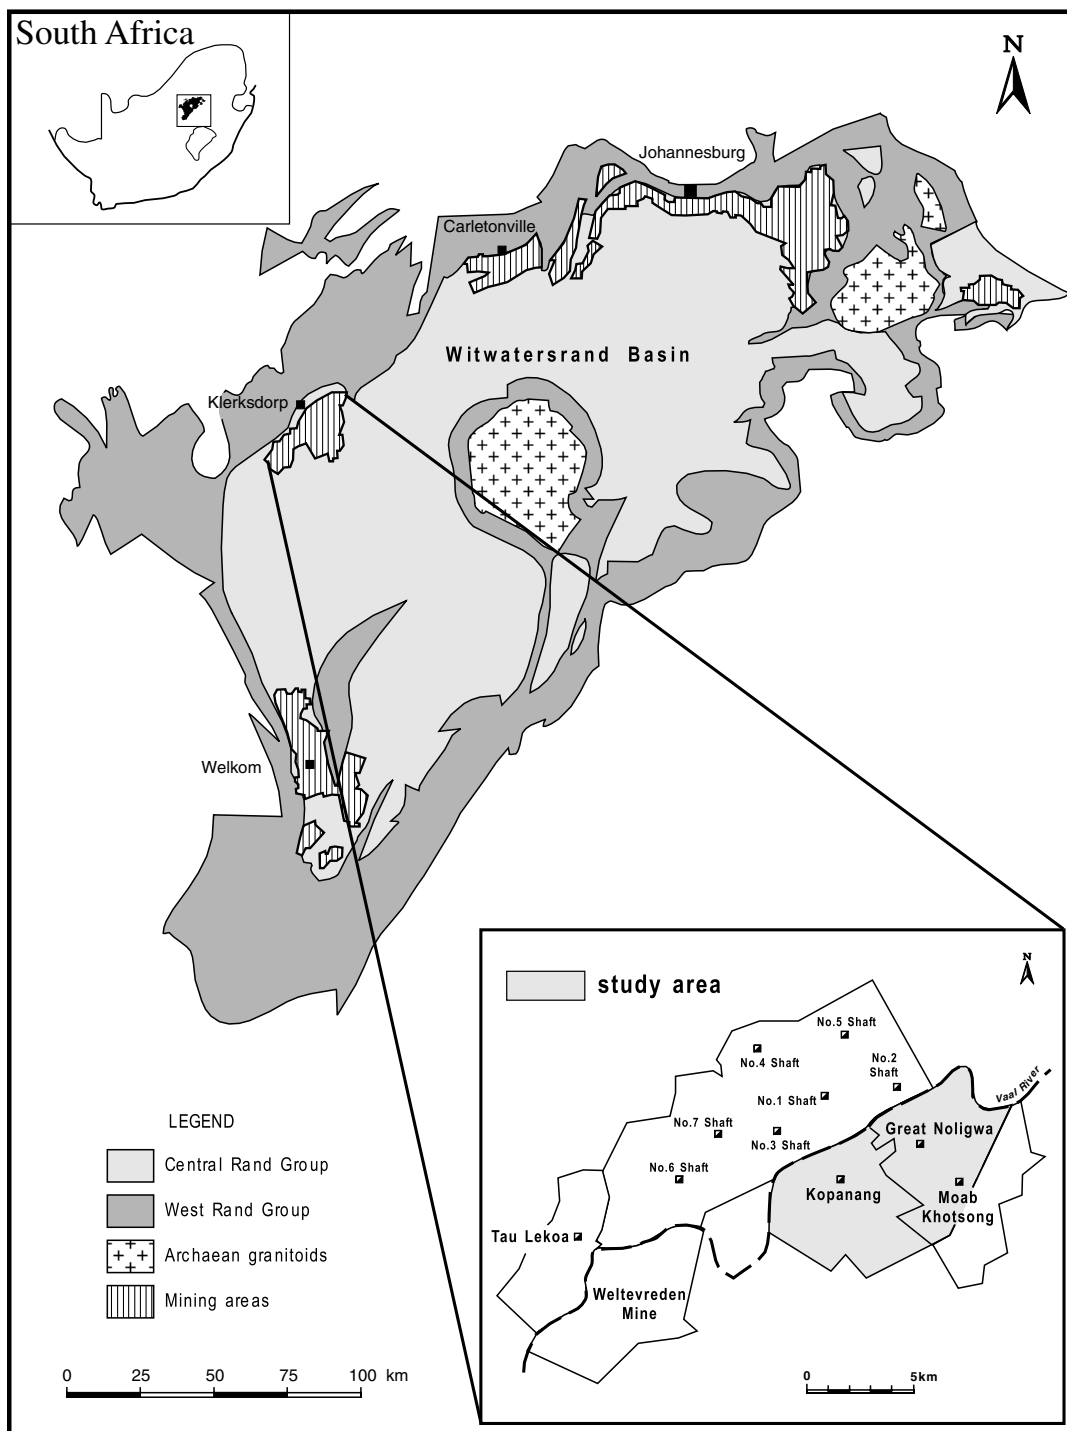 South Africa
N
Johannesburg
Carletonville
Witwatersrand Basin
Klerksdorp
Welkom
LEGEND
Central Rand Group
West Rand Group
Archaean granitoids
Mining areas
0 25 50 75 100 km
N
study area
No.5 Shaft
No.4 Shaft
No.2
Shaft
No.1 Shaft
Vaal River
No.7 Shaft
No.3 Shaft
Great Noligwa
No.6 Shaft
Kopanang
Moab
Khotsong
Tau Lekoa
Weltevreden
Mine
0 5km